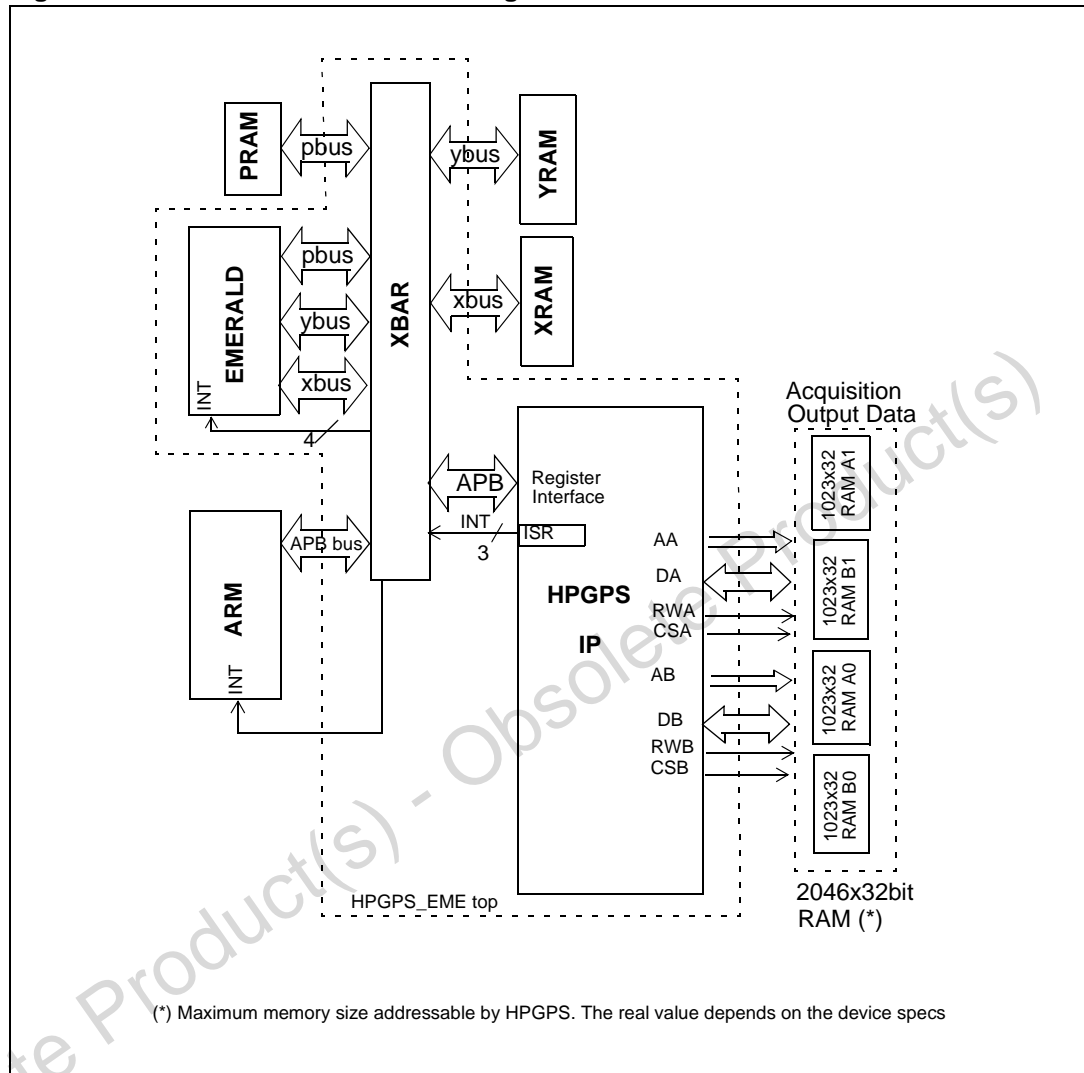 PRAM
pbus
ybus
YRAM
EMERALD
INT
pbus
ybus
xbus
4
XBAR
xbus
XRAM
Acquisition
Output Data
1023x32
RAM A1
1023x32
RAM B1
1023x32
RAM A0
1023x32
RAM B0
2046x32bit
RAM (*)
APB
Register
Interface
INT
3
ISR
ARM
INT
APB bus
HPGPS
IP
AA
DA
RWA
CSA
AB
DB
RWB
CSB
HPGPS_EME top
(*) Maximum memory size addressable by HPGPS. The real value depends on the device specs
te Product(s) - Obsolete Product(s)